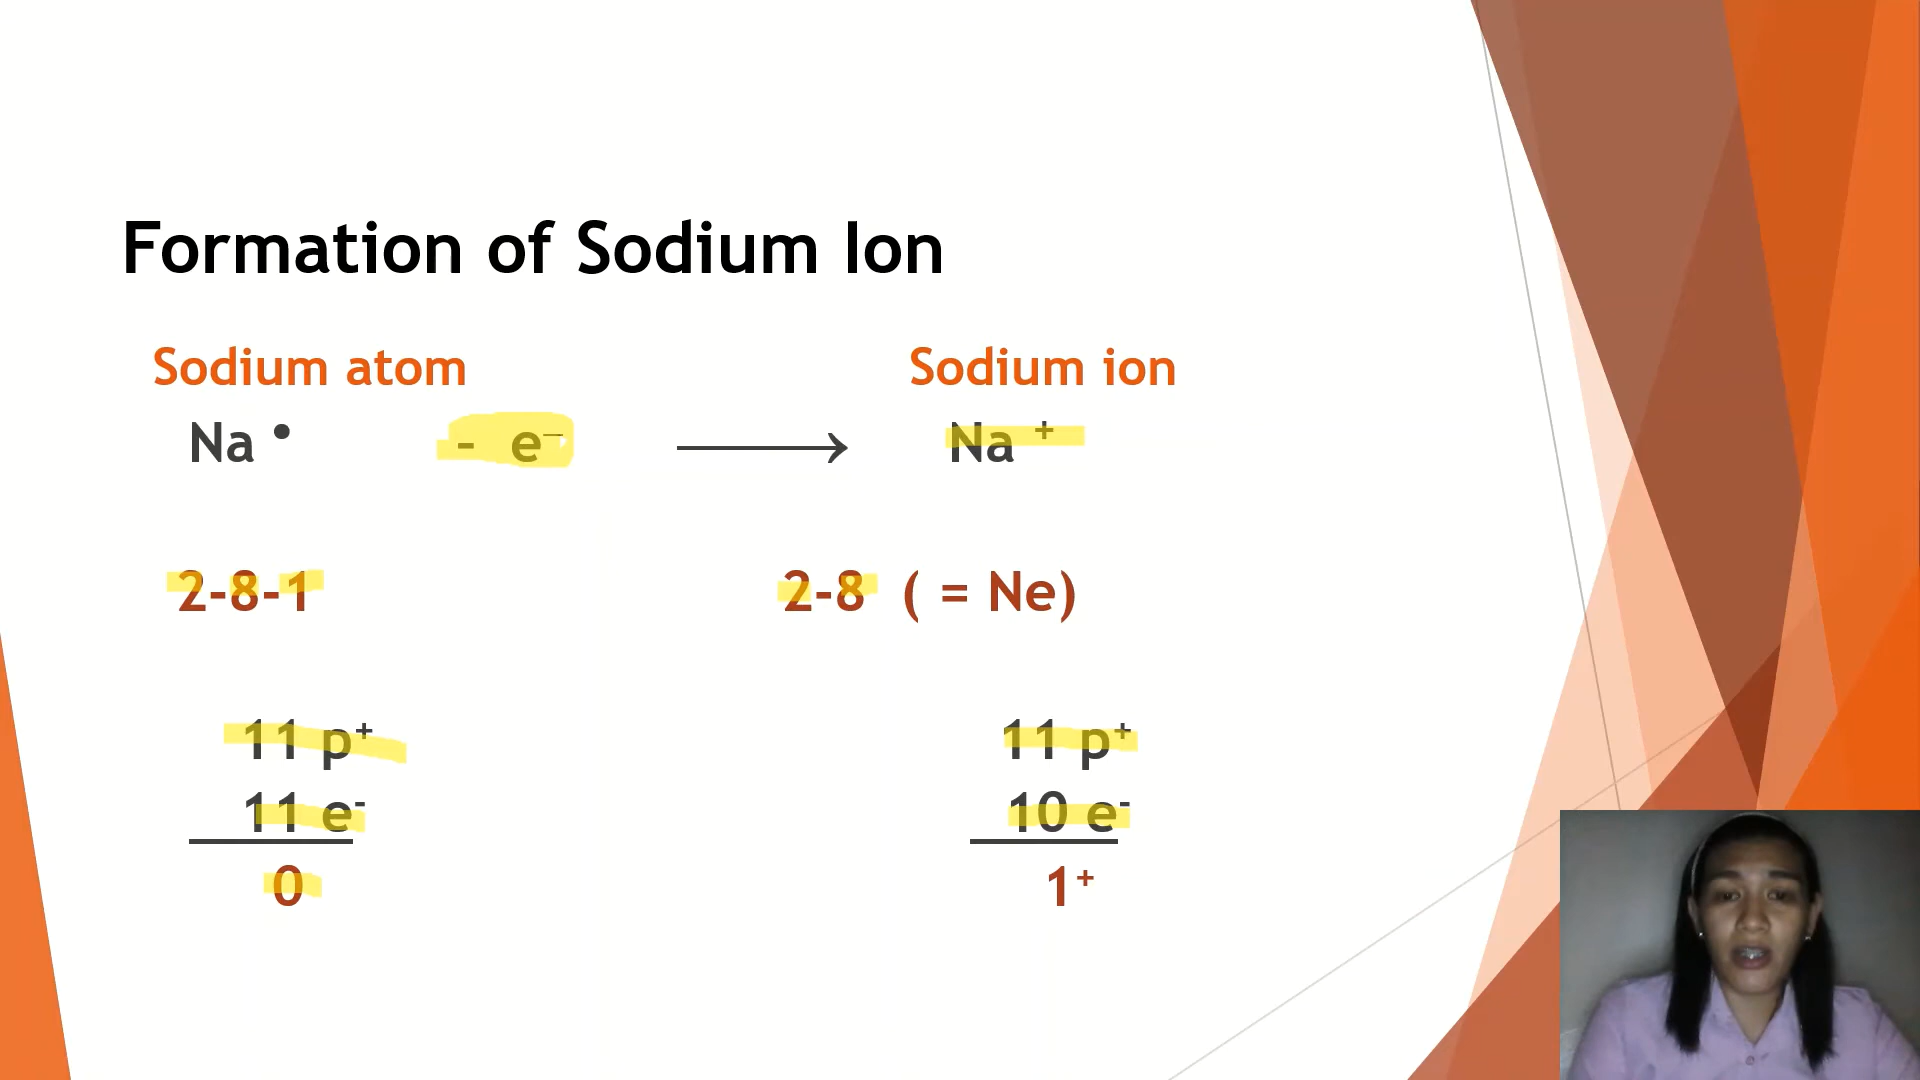 Formation of Sodium Ion
Sodium atom Sodium ion
Na • - e⁻ ⟶ Na ⁺
2-8-1 2-8 ( = Ne)
11 p⁺ 11 p⁺
11 e⁻ 10 e⁻
0 1⁺